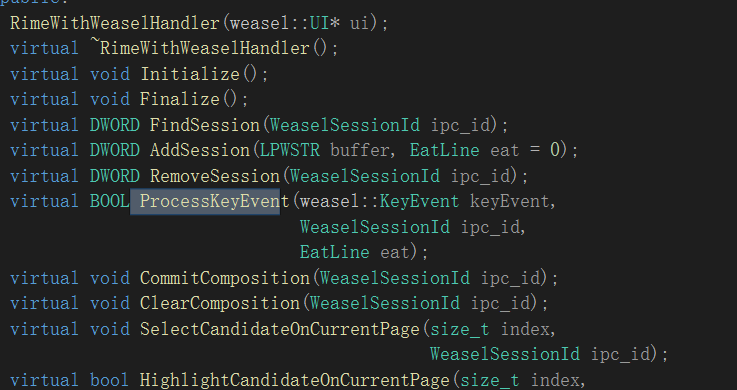 public:
RimeWithWeaselHandler(weasel::UI* ui);
virtual ~RimeWithWeaselHandler();
virtual void Initialize();
virtual void Finalize();
virtual DWORD FindSession(WeaselSessionId ipc_id);
virtual DWORD AddSession(LPWSTR buffer, EatLine eat = 0);
virtual DWORD RemoveSession(WeaselSessionId ipc_id);
virtual BOOL ProcessKeyEvent(weasel::KeyEvent keyEvent,
WeaselSessionId ipc_id,
EatLine eat);
virtual void CommitComposition(WeaselSessionId ipc_id);
virtual void ClearComposition(WeaselSessionId ipc_id);
virtual void SelectCandidateOnCurrentPage(size_t index,
WeaselSessionId ipc_id);
virtual bool HighlightCandidateOnCurrentPage(size_t index,